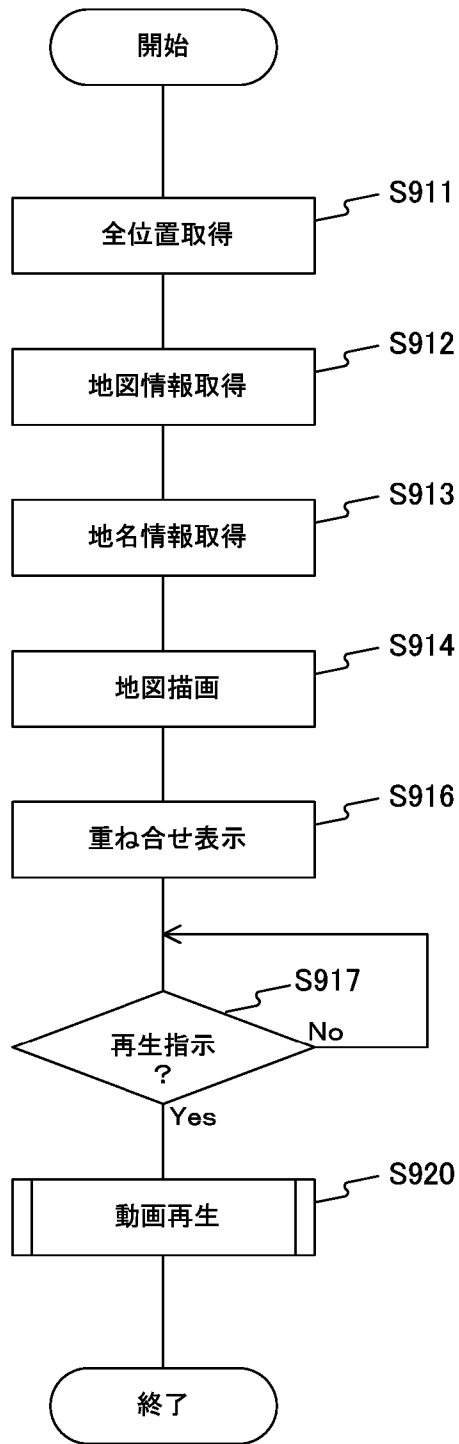 開始
全位置取得
S911
地図情報取得
S912
地名情報取得
S913
地図描画
S914
重ね合せ表示
S916
S917
再生指示
?
No
Yes
動画再生
S920
終了